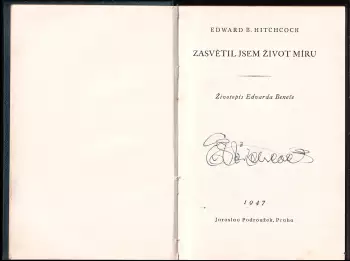 EDWARD B. HITCHCOCK
ZASVĚTIL JSEM ŽIVOT MÍRU
Životopis Edvarda Beneše
1947
Jaroslav Podroužek, Praha